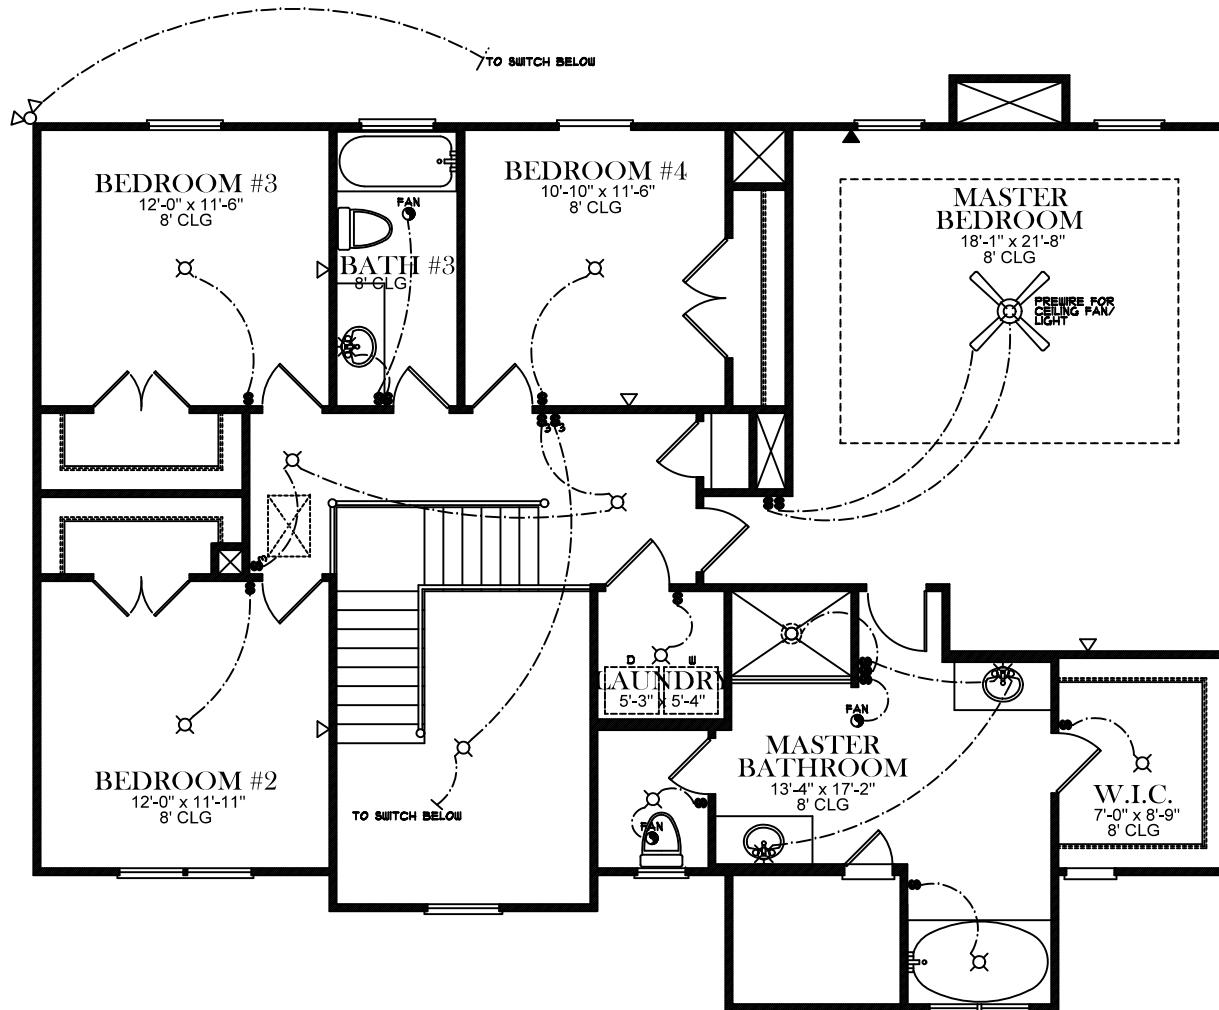 TO SWITCH BELOW
BEDROOM #3
12'-0" x 11'-6"
8' CLG
FAN
BATH #3
8' CLG
BEDROOM #4
10'-10" x 11'-6"
8' CLG
MASTER
BEDROOM
18'-1" x 21'-8"
8' CLG
PREWIRE FOR
CEILING FAN/
LIGHT
3
3
3
D W
LAUNDRY
5'-3" x 5'-4"
BEDROOM #2
12'-0" x 11'-11"
8' CLG
TO SWITCH BELOW
FAN
FAN
MASTER
BATHROOM
13'-4" x 17'-2"
8' CLG
W.I.C.
7'-0" x 8'-9"
8' CLG